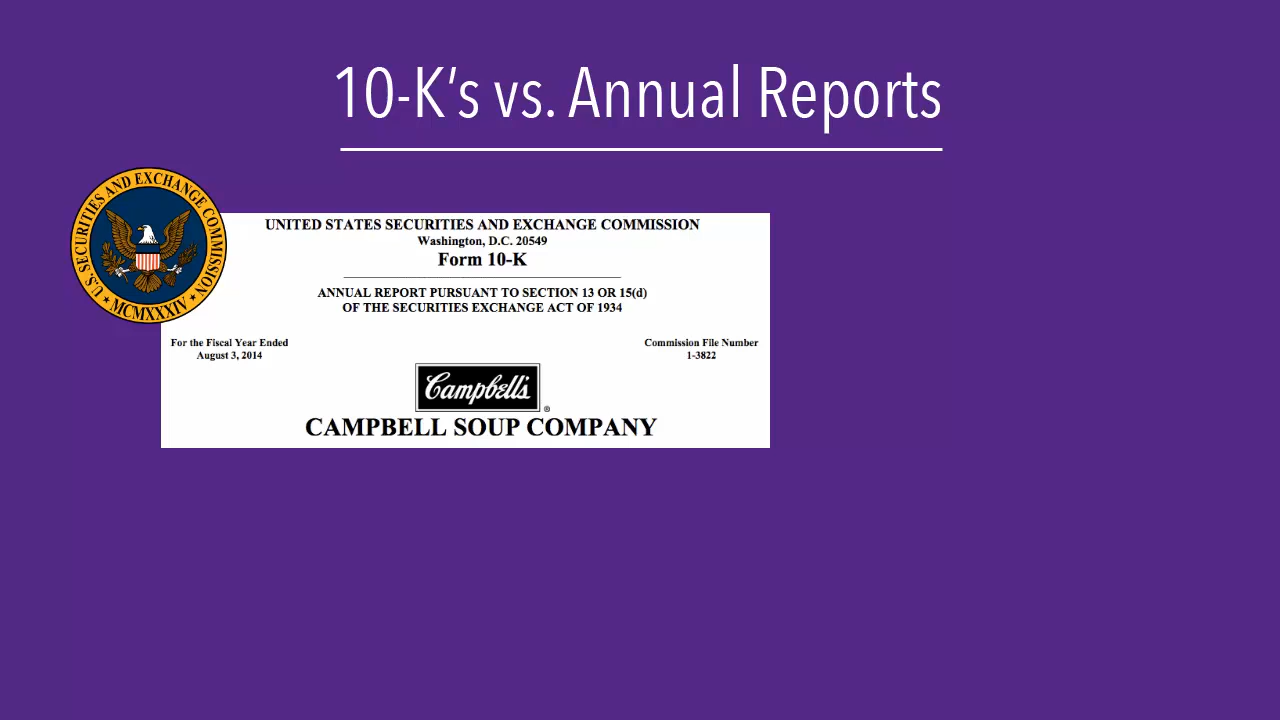 10-K‘s vs. Annual Reports
U.S. SECURITIES AND EXCHANGE COMMISSION
MCMXXXIV
UNITED STATES SECURITIES AND EXCHANGE COMMISSION
Washington, D.C. 20549
Form 10-K
ANNUAL REPORT PURSUANT TO SECTION 13 OR 15(d)
OF THE SECURITIES EXCHANGE ACT OF 1934
For the Fiscal Year Ended
August 3, 2014
Commission File Number
1-3822
Campbell's ®
CAMPBELL SOUP COMPANY